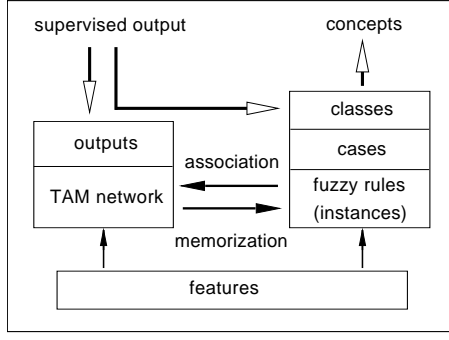 supervised output
concepts
outputs
TAM network
association
memorization
classes
cases
fuzzy rules
(instances)
features